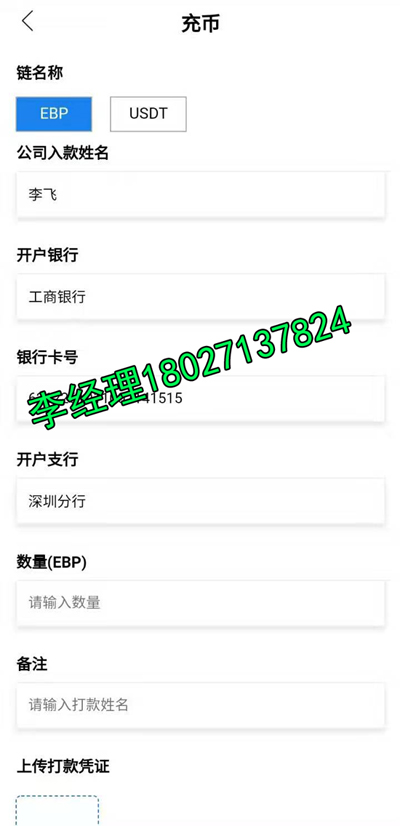 充币
链名称
EBP
USDT
公司入款姓名
李飞
开户银行
工商银行
银行卡号
李经理18027137824
41515
开户支行
深圳分行
数量(EBP)
请输入数量
备注
请输入打款姓名
上传打款凭证